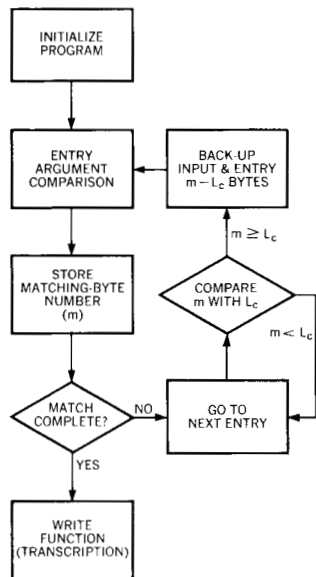 INITIALIZE
PROGRAM
ENTRY
ARGUMENT
COMPARISON
BACK-UP
INPUT & ENTRY
m – Lc BYTES
m ≥ Lc
STORE
MATCHING-BYTE
NUMBER
(m)
COMPARE
m WITH Lc
m < Lc
MATCH
COMPLETE?
NO
GO TO
NEXT ENTRY
YES
WRITE
FUNCTION
(TRANSCRIPTION)